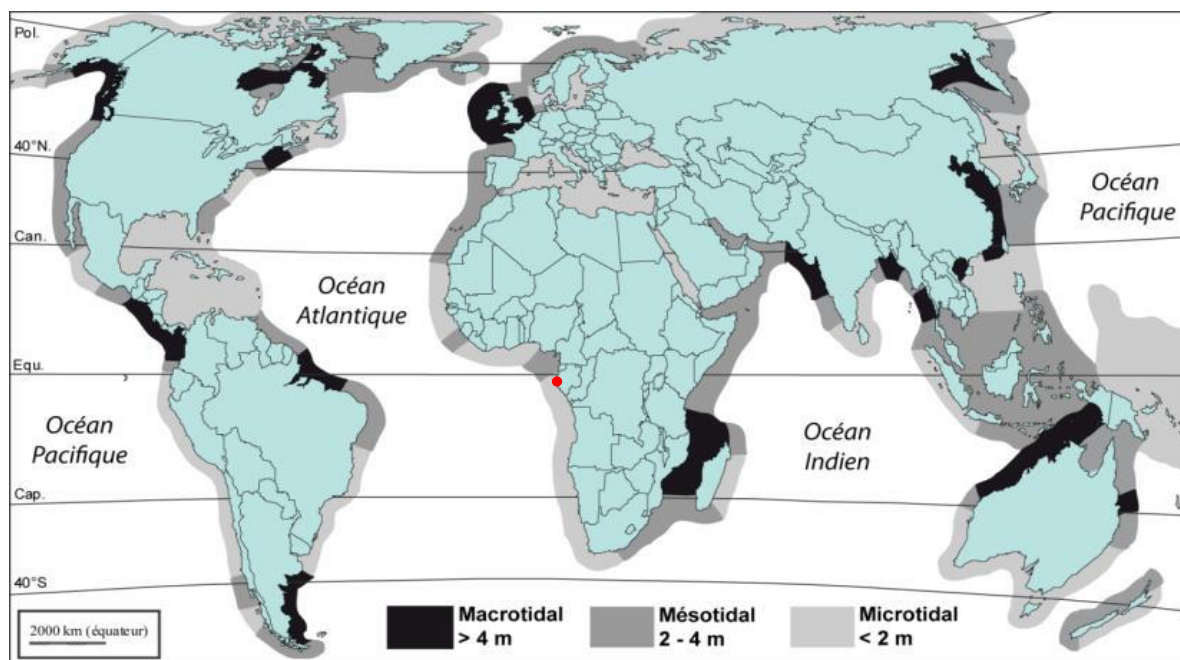 Pol.
40°N.
Océan
Pacifique
Can.
Océan
Atlantique
Equ.
Océan
Pacifique
Océan
Indien
Cap.
40°S
Macrotidal
> 4 m
Mésotidal
2 - 4 m
Microtidal
< 2 m
2000 km (équateur)